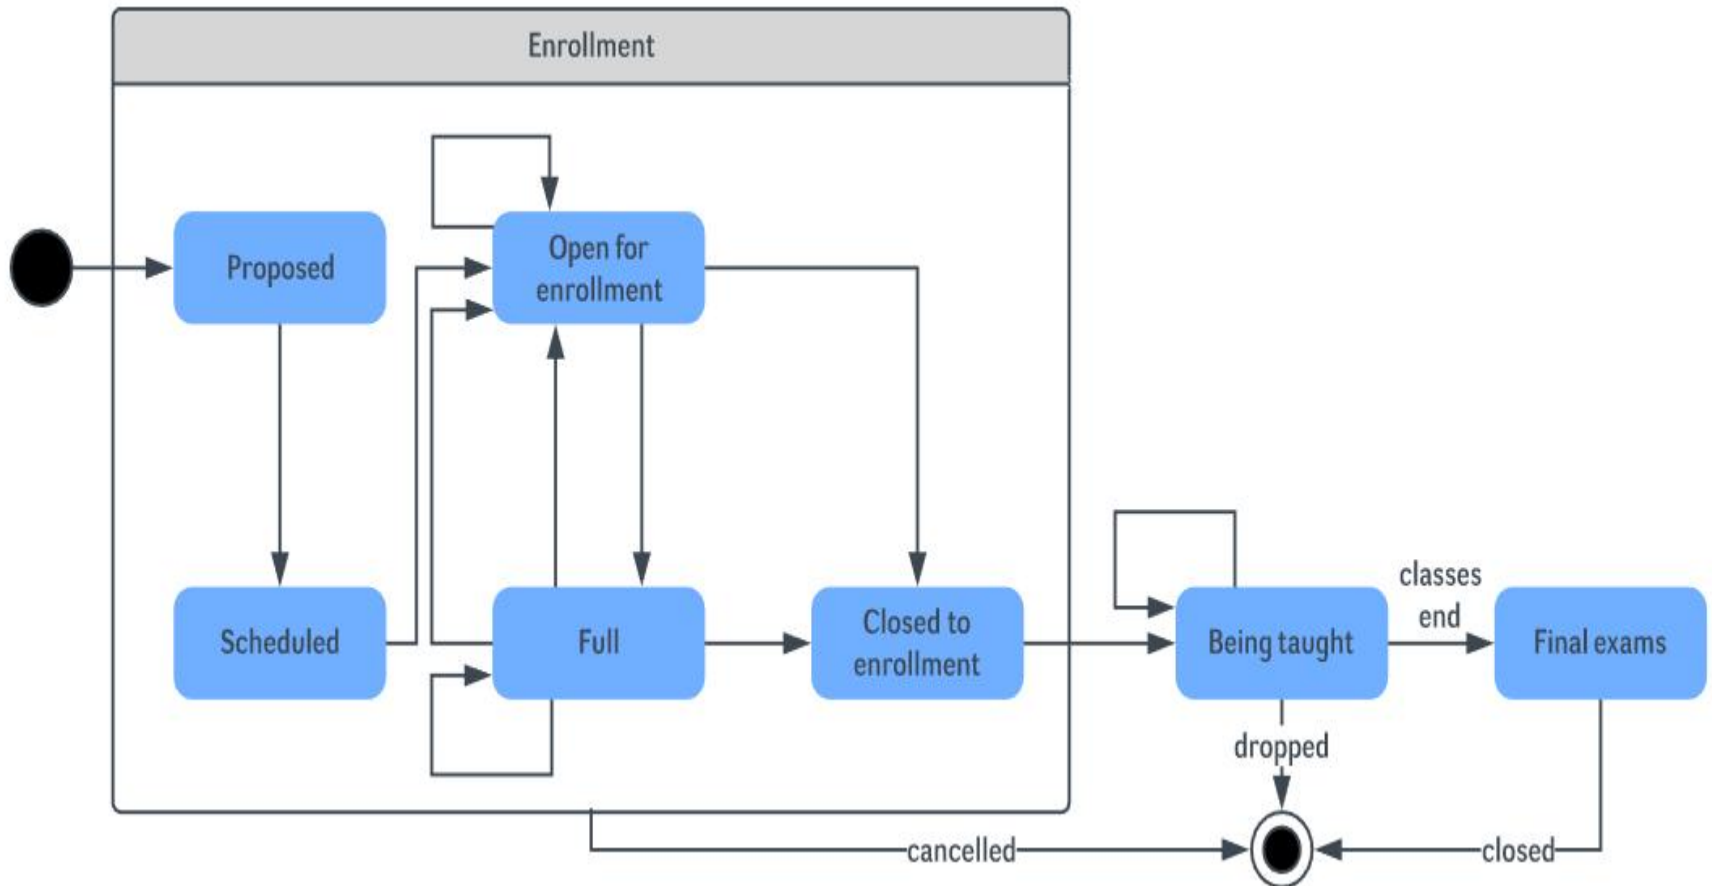 Enrollment
Proposed
Open for
enrollment
Scheduled
Full
Closed to
enrollment
Being taught
classes
end
Final exams
dropped
cancelled
closed